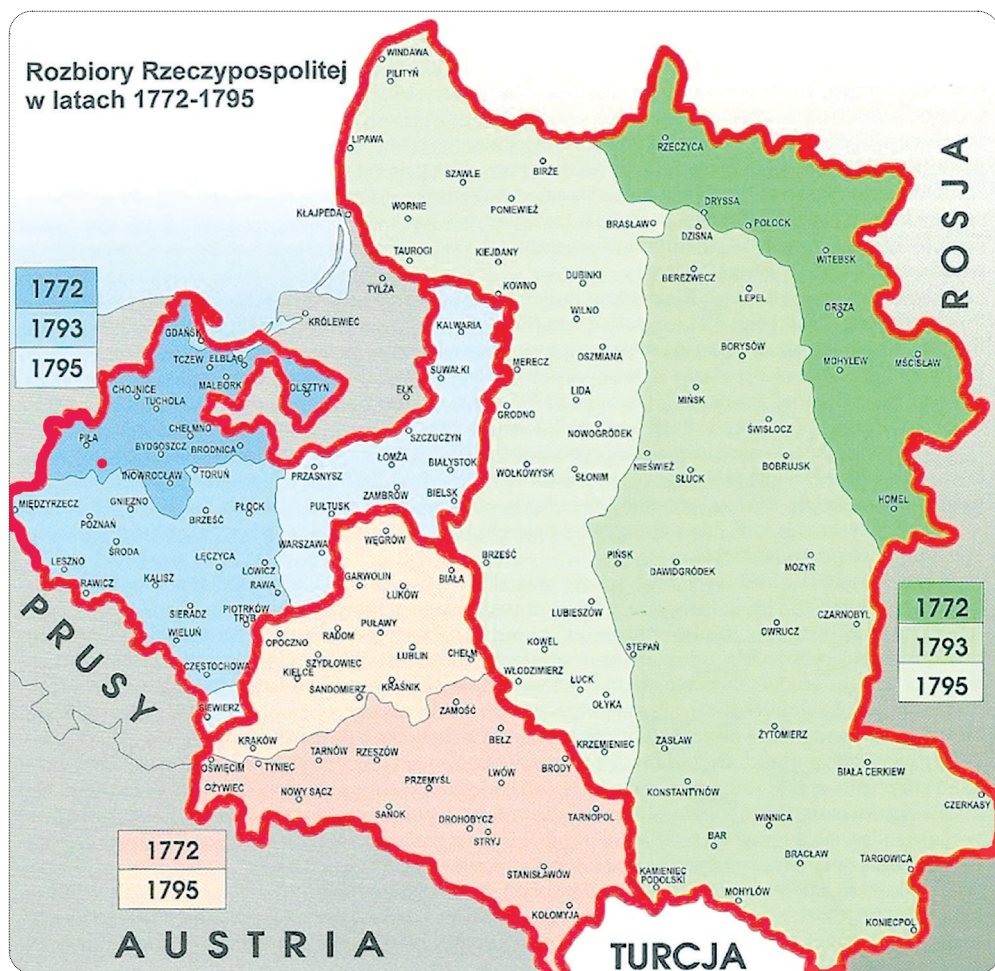 Rozbiory Rzeczypospolitej
w latach 1772-1795
WINDAWA
PILITYŃ
LIPAWA
RZECZYCA
BIRŻE
SZAWLE
PONIEWIEŻ
WORNIE
KŁAJPEDA
DRYSSA
BRASŁAW
POŁOCK
DZISNA
TAUROGI
KIEJDANY
WITEBSK
ROSJA
DUBINKI
BEREZWECZ
TYLŻA
KOWNO
LEPEL
1772
1793
1795
KRÓLEWIEC
WILNO
ORSZA
KALWARIA
GDAŃSK
TCZEW
ELBLĄG
OSZMIANA
BORYSÓW
MERECZ
MOHYLEW
MŚCISŁAW
SUWAŁKI
MALBORK
OLSZTYN
EŁK
CHOJNICE
TUCHOLA
LIDA
MIŃSK
GRODNO
NOWOGRÓDEK
ŚWISŁOCZ
PIŁA
CHEŁMNO
BYDGOSZCZ
BRODNICA
SZCZUCZYN
ŁOMŻA
BIAŁYSTOK
WOŁKOWYSK
SŁONIM
NIEŚWIEŻ
SŁUCK
BOBRUJSK
INOWROCŁAW
TORUŃ
PRZASNYSZ
ZAMBRÓW
BIELSK
HOMEL
MIĘDZYRZECZ
GNIEZNO
POZNAŃ
BRZEŚĆ
PŁOCK
PUŁTUSK
ŚRODA
WĘGRÓW
WARSZAWA
LESZNO
ŁĘCZYCA
ŁOWICZ
RAWA
RAWICZ
KALISZ
GARWOLIN
BIAŁA
ŁUKÓW
BRZEŚĆ
PIŃSK
DAWIDGRÓDEK
MOZYR
PRUSY
SIERADZ
PIOTRKÓW
TRYB.
WIELUŃ
OPOCZNO
RADOM
PUŁAWY
LUBIESZÓW
CZARNOBYL
1772
1793
1795
OWRUCZ
SZYDŁOWIEC
KIELCE
LUBLIN
CHEŁM
KOWEL
STEPAŃ
CZĘSTOCHOWA
SANDOMIERZ
KRAŚNIK
WŁODZIMIERZ
ŁUCK
OŁYKA
SIEWIERZ
ZAMOŚĆ
KRAKÓW
TYNIEC
OŚWIĘCIM
TARNÓW
RZESZÓW
BEŁZ
KRZEMIENIEC
ZASŁAW
ŻYTOMIERZ
BRODY
OŻYWIEC
NOWY SĄCZ
PRZEMYŚL
LWÓW
BIAŁA CERKIEW
KONSTANTYNÓW
CZERKASY
SAŃOK
TARNOPOL
DROHOBYCZ
STRYJ
WINNICA
BAR
1772
1795
BRACŁAW
TARGOWICA
STANISŁAWÓW
KAMIENIEC
PODOLSKI
MOHYLÓW
KOŁOMYJA
KONIECPOL
AUSTRIA
TURCJA